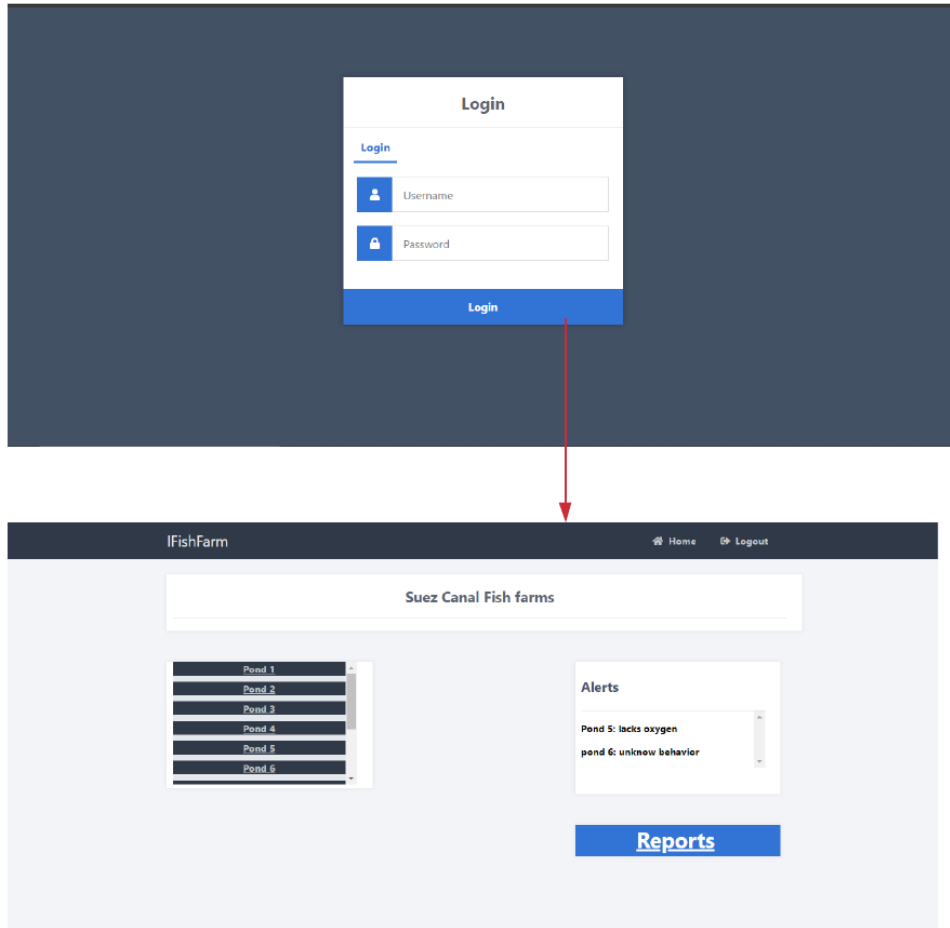 Login
Login
Username
Password
Login
IFishFarm
Home Logout
Suez Canal Fish farms
Pond 1
Pond 2
Pond 3
Pond 4
Pond 5
Pond 6
Alerts
Pond 5: lacks oxygen
pond 6: unknow behavior
Reports